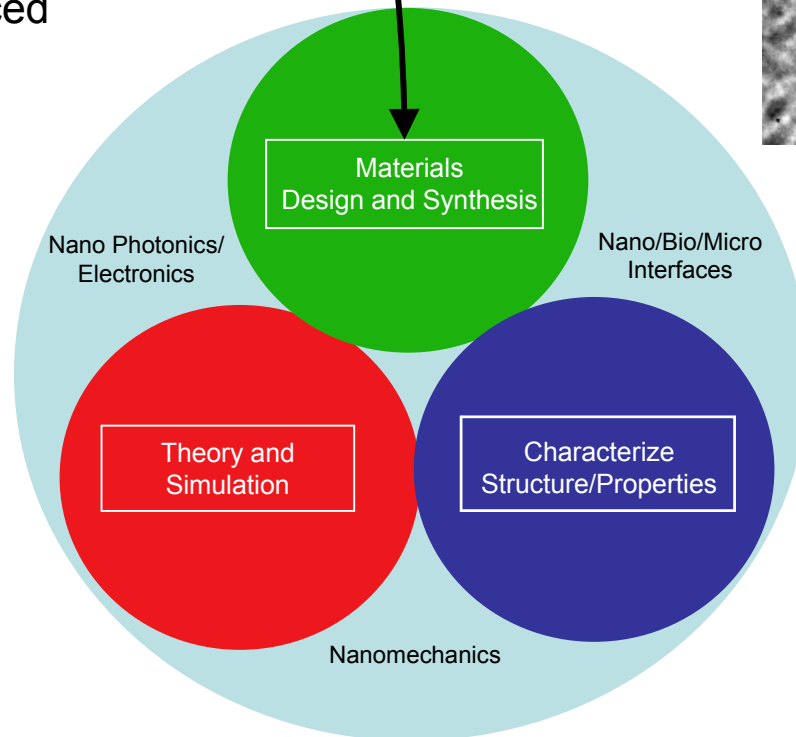 Materials
Design and Synthesis
Nano Photonics/
Electronics
Nano/Bio/Micro
Interfaces
Theory and
Simulation
Characterize
Structure/Properties
Nanomechanics